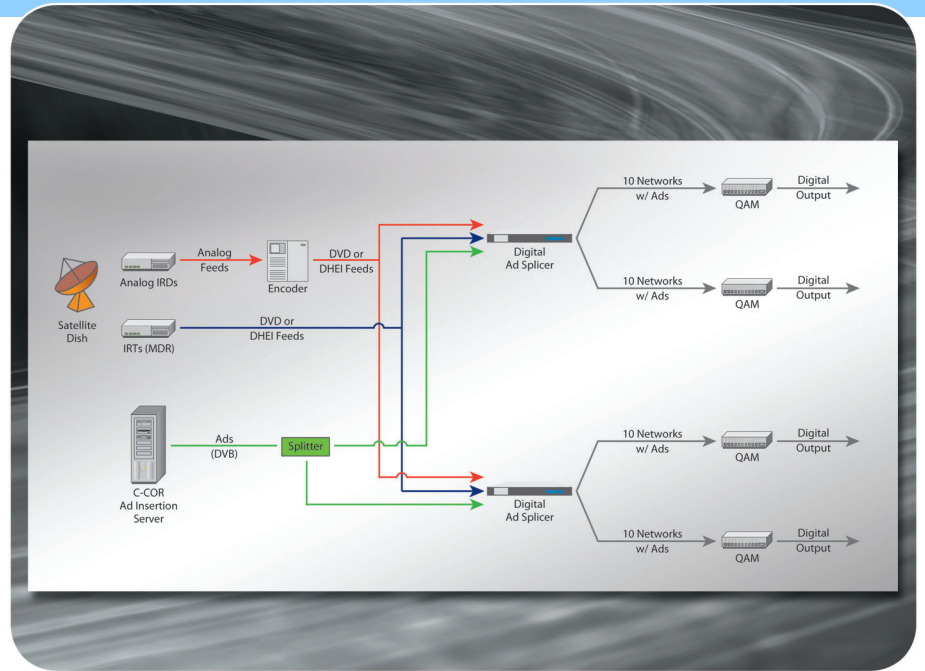 10 Networks
w/ Ads
QAM
Digital
Output
Analog
Feeds
Analog IRDs
Encoder
DVD or
DHEI Feeds
Digital
Ad Splicer
10 Networks
w/ Ads
QAM
Digital
Output
Satellite
Dish
IRTs (MDR)
DVD or
DHEI Feeds
C-COR
Ad Insertion
Server
Ads
(DVB)
Splitter
10 Networks
w/ Ads
QAM
Digital
Output
Digital
Ad Splicer
10 Networks
w/ Ads
QAM
Digital
Output